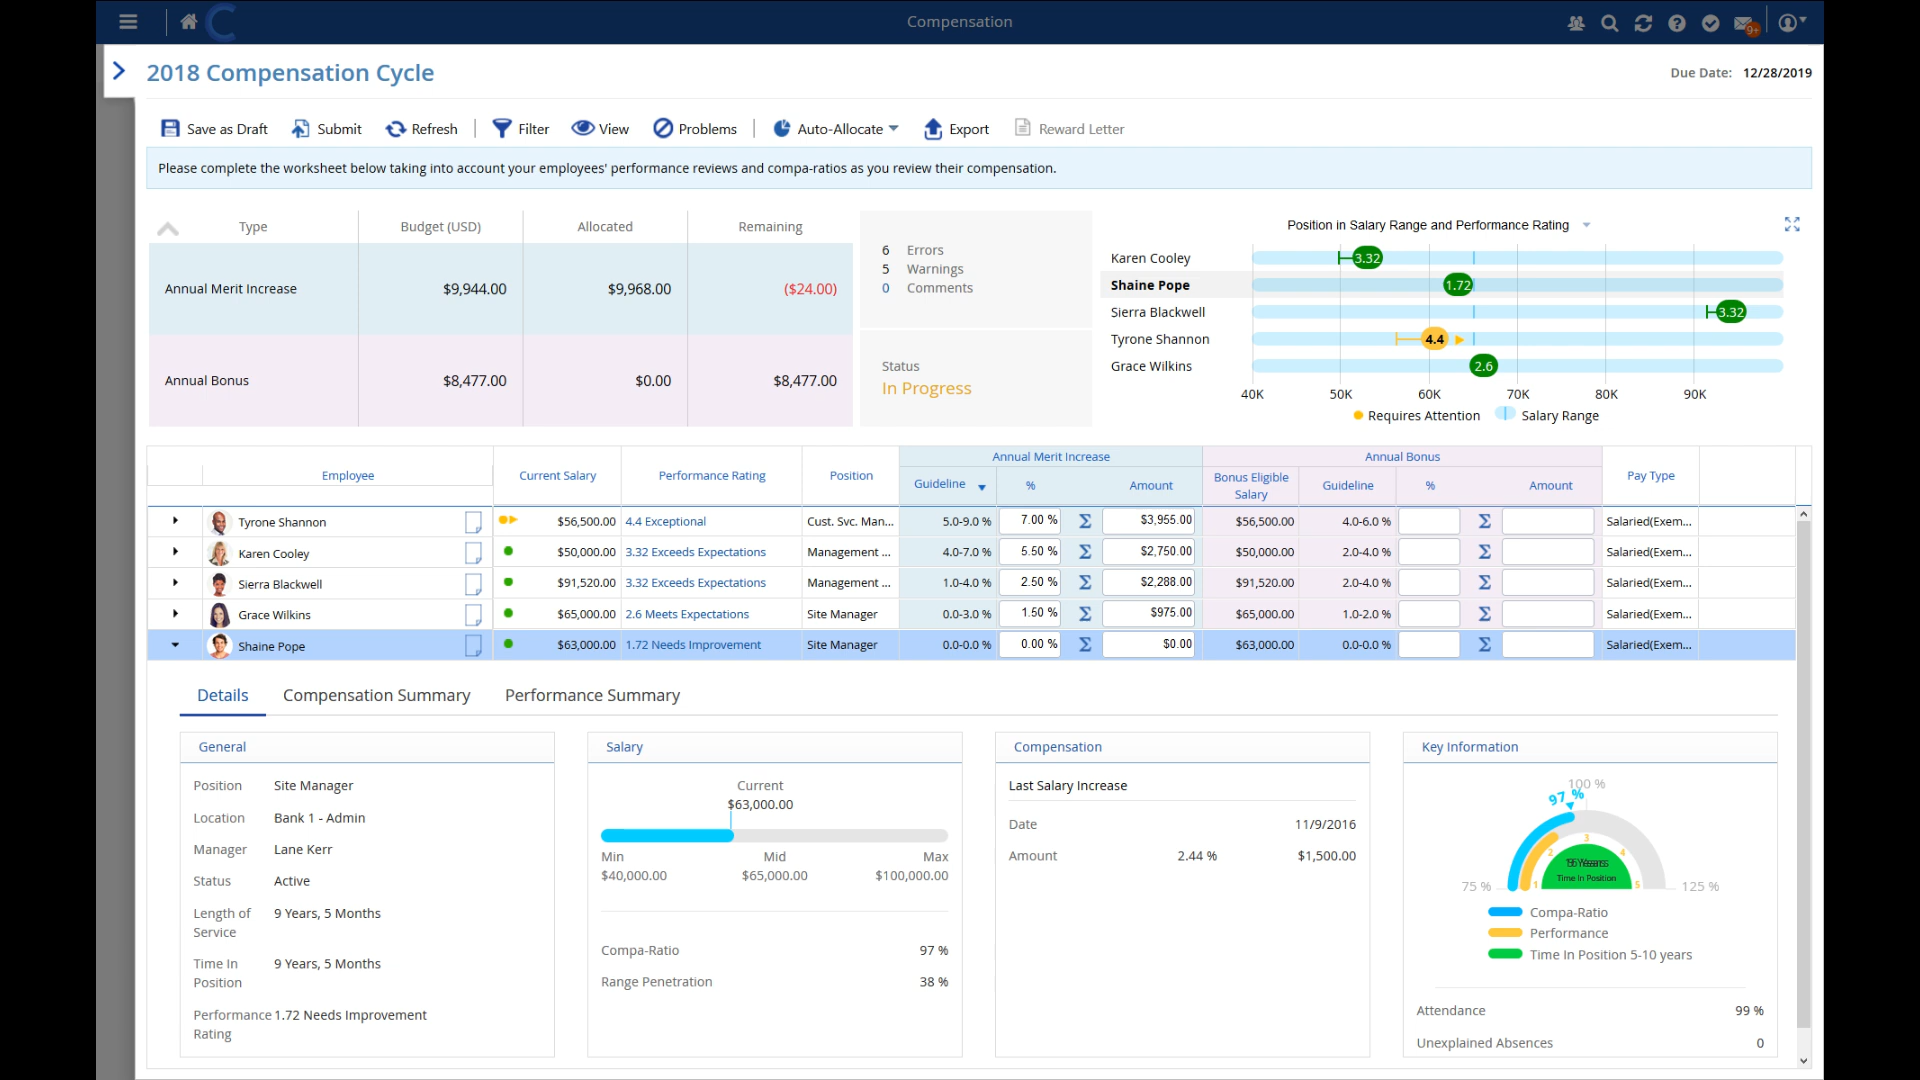 Compensation
9+
2018 Compensation Cycle
Due Date: 12/28/2019
Save as Draft Submit Refresh Filter View Problems Auto-Allocate Export Reward Letter
Please complete the worksheet below taking into account your employees' performance reviews and compa-ratios as you review their compensation.
Type Budget (USD) Allocated Remaining
Annual Merit Increase $9,944.00 $9,968.00 ($24.00)
Annual Bonus $8,477.00 $0.00 $8,477.00
6 Errors
5 Warnings
0 Comments
Status
In Progress
Position in Salary Range and Performance Rating
Karen Cooley 3.32
Shaine Pope 1.72
Sierra Blackwell 3.32
Tyrone Shannon 4.4
Grace Wilkins 2.6
40K 50K 60K 70K 80K 90K
Requires Attention Salary Range
Annual Merit Increase Annual Bonus
Employee Current Salary Performance Rating Position Guideline % Amount Bonus Eligible Salary Guideline % Amount Pay Type
Tyrone Shannon $56,500.00 4.4 Exceptional Cust. Svc. Man... 5.0-9.0 % 7.00 % Σ $3,955.00 $56,500.00 4.0-6.0 % Σ Salaried(Exem...
Karen Cooley $50,000.00 3.32 Exceeds Expectations Management ... 4.0-7.0 % 5.50 % Σ $2,750.00 $50,000.00 2.0-4.0 % Σ Salaried(Exem...
Sierra Blackwell $91,520.00 3.32 Exceeds Expectations Management ... 1.0-4.0 % 2.50 % Σ $2,288.00 $91,520.00 2.0-4.0 % Σ Salaried(Exem...
Grace Wilkins $65,000.00 2.6 Meets Expectations Site Manager 0.0-3.0 % 1.50 % Σ $975.00 $65,000.00 1.0-2.0 % Σ Salaried(Exem...
Shaine Pope $63,000.00 1.72 Needs Improvement Site Manager 0.0-0.0 % 0.00 % Σ $0.00 $63,000.00 0.0-0.0 % Σ Salaried(Exem...
Details Compensation Summary Performance Summary
General
Position Site Manager
Location Bank 1 - Admin
Manager Lane Kerr
Status Active
Length of Service 9 Years, 5 Months
Time In Position 9 Years, 5 Months
Performance Rating 1.72 Needs Improvement
Salary
Current
$63,000.00
Min Mid Max
$40,000.00 $65,000.00 $100,000.00
Compa-Ratio 97 %
Range Penetration 38 %
Compensation
Last Salary Increase
Date 11/9/2016
Amount 2.44 % $1,500.00
Key Information
100 %
97 %
1 2 3 4 5
Time In Position
75 % 125 %
Compa-Ratio
Performance
Time In Position 5-10 years
Attendance 99 %
Unexplained Absences 0